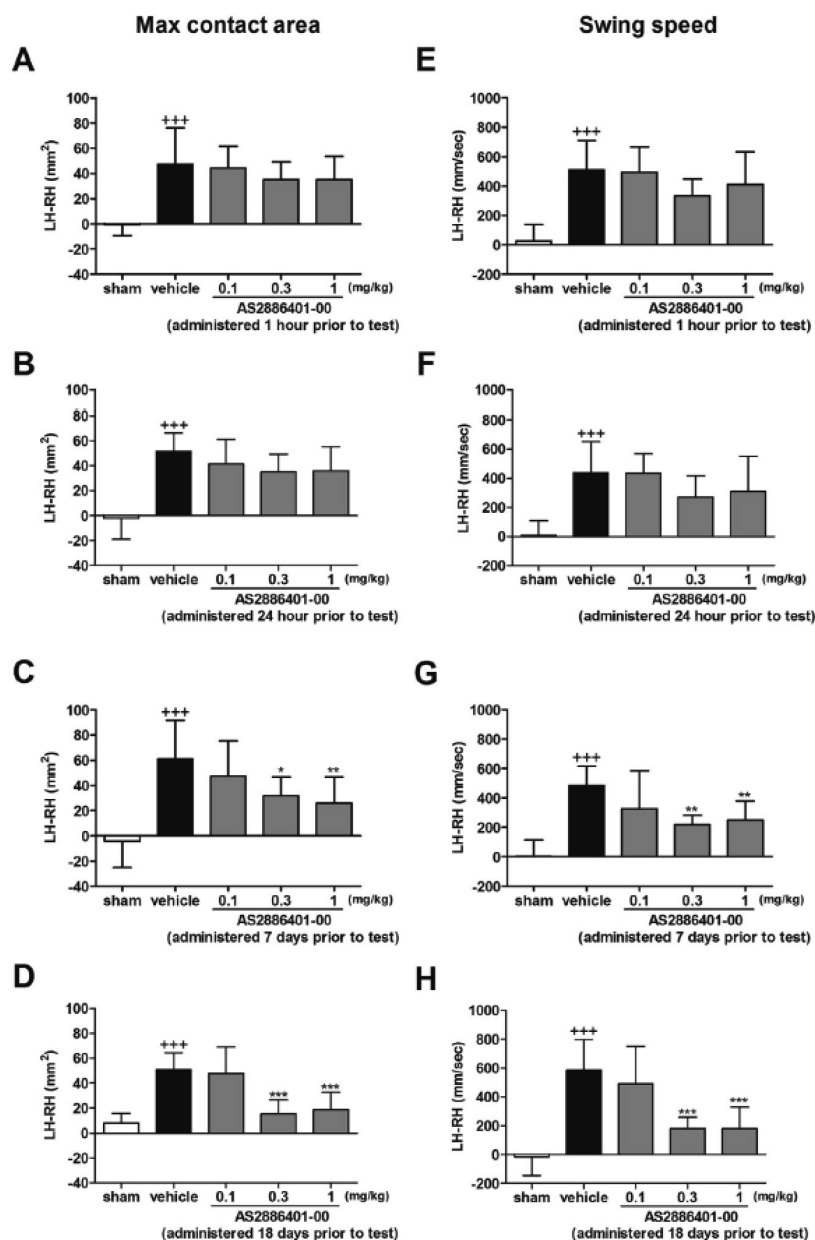 Max contact area
Swing speed
A
LH-RH (mm²)
100
80
60
40
20
0
-20
-40
+++
sham vehicle 0.1 0.3 1 (mg/kg)
AS2886401-00
(administered 1 hour prior to test)
E
LH-RH (mm/sec)
1000
800
600
400
200
0
-200
+++
sham vehicle 0.1 0.3 1 (mg/kg)
AS2886401-00
(administered 1 hour prior to test)
B
LH-RH (mm²)
100
80
60
40
20
0
-20
-40
+++
sham vehicle 0.1 0.3 1 (mg/kg)
AS2886401-00
(administered 24 hour prior to test)
F
LH-RH (mm/sec)
1000
800
600
400
200
0
-200
+++
sham vehicle 0.1 0.3 1 (mg/kg)
AS2886401-00
(administered 24 hour prior to test)
C
LH-RH (mm²)
100
80
60
40
20
0
-20
-40
+++
* **
sham vehicle 0.1 0.3 1 (mg/kg)
AS2886401-00
(administered 7 days prior to test)
G
LH-RH (mm/sec)
1000
800
600
400
200
0
-200
+++
** **
sham vehicle 0.1 0.3 1 (mg/kg)
AS2886401-00
(administered 7 days prior to test)
D
LH-RH (mm²)
100
80
60
40
20
0
-20
-40
+++
*** ***
sham vehicle 0.1 0.3 1 (mg/kg)
AS2886401-00
(administered 18 days prior to test)
H
LH-RH (mm/sec)
1000
800
600
400
200
0
-200
+++
*** ***
sham vehicle 0.1 0.3 1 (mg/kg)
AS2886401-00
(administered 18 days prior to test)